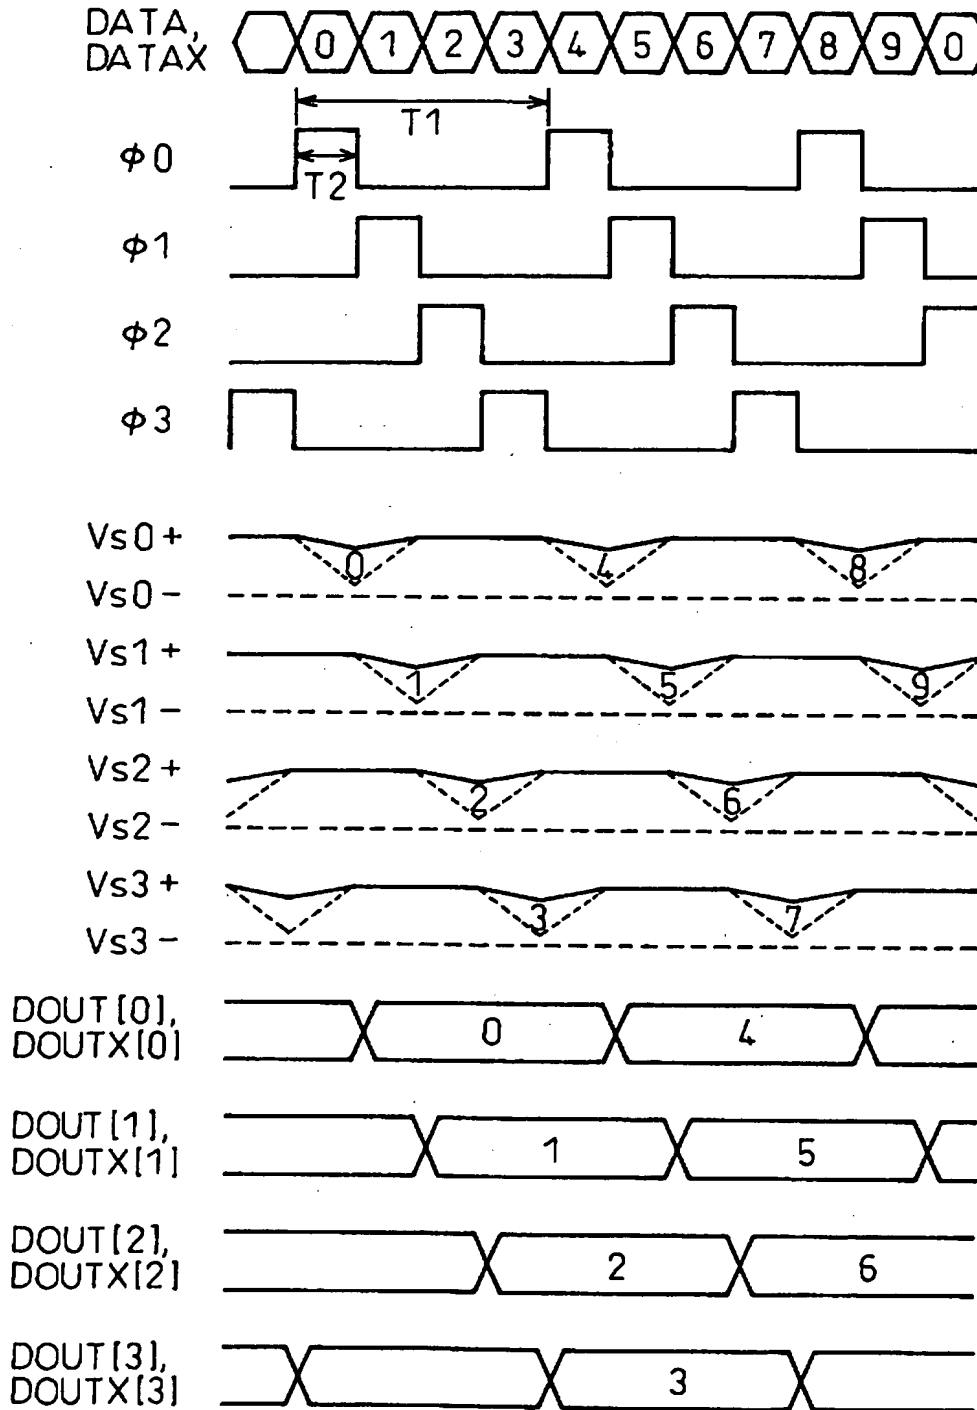 DATA,
DATAX
0 1 2 3 4 5 6 7 8 9 0
T1
φ0
T2
φ1
φ2
φ3
Vs0+
0 4 8
Vs0-
Vs1+
1 5 9
Vs1-
Vs2+
2 6
Vs2-
Vs3+
3 7
Vs3-
DOUT[0],
DOUTX[0]
0 4
DOUT[1],
DOUTX[1]
1 5
DOUT[2],
DOUTX[2]
2 6
DOUT[3],
DOUTX[3]
3